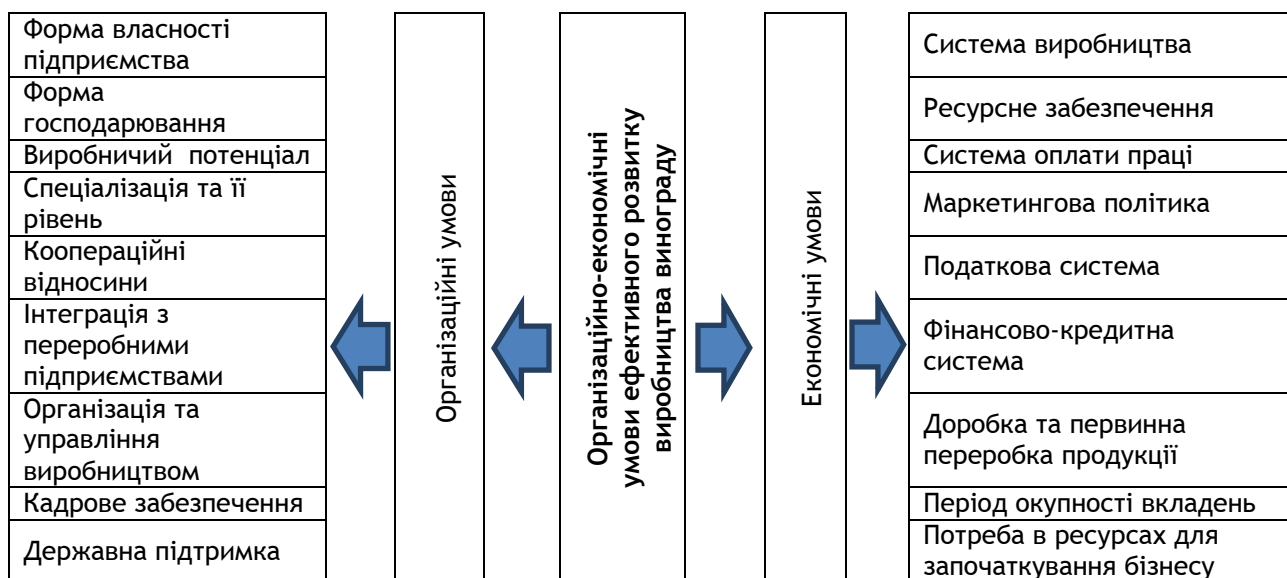 Форма власності
підприємства
Форма
господарювання
Виробничий потенціал
Спеціалізація та її
рівень
Коопераційні
відносини
Інтеграція з
переробними
підприємствами
Організація та
управління
виробництвом
Кадрове забезпечення
Державна підтримка
Організаційні умови
Організаційно-економічні
умови ефективного розвитку
виробництва винограду
Економічні умови
Система виробництва
Ресурсне забезпечення
Система оплати праці
Маркетингова політика
Податкова система
Фінансово-кредитна
система
Доробка та первинна
переробка продукції
Період окупності вкладень
Потреба в ресурсах для
започаткування бізнесу